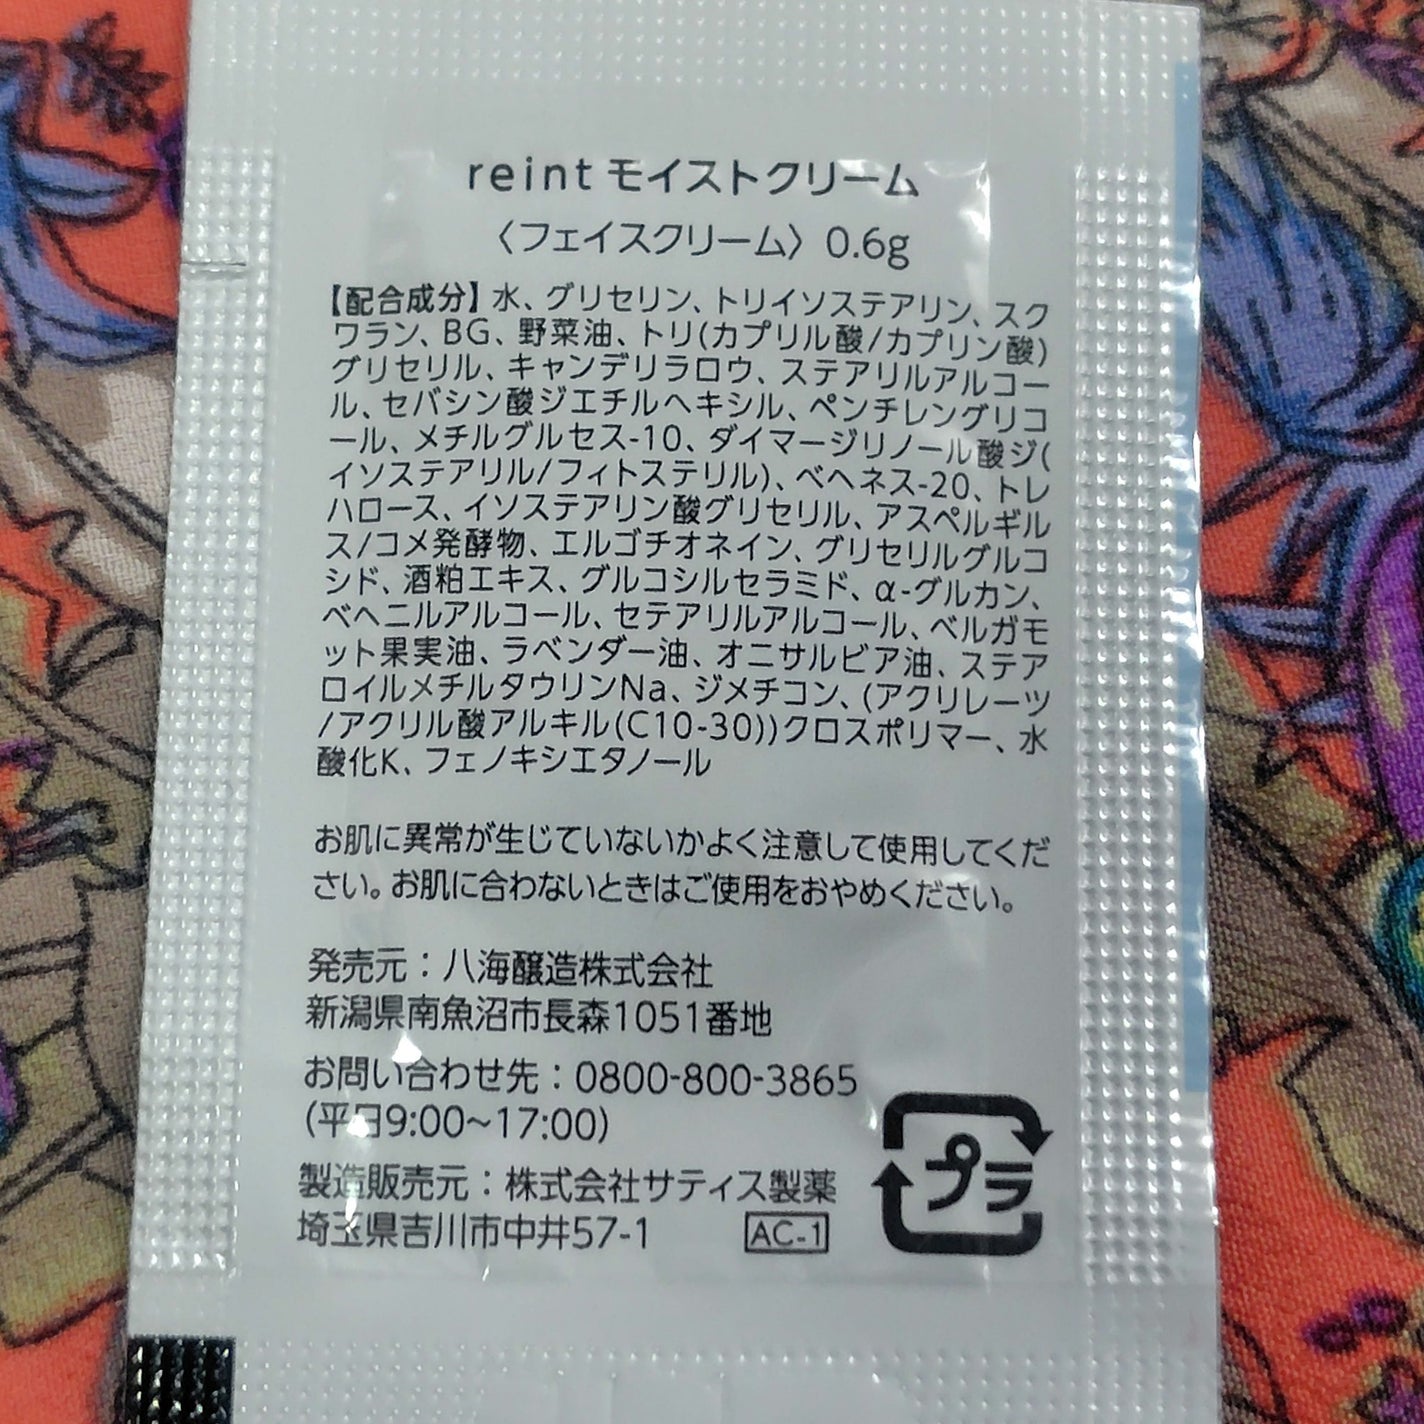 reint モイストクリーム
〈フェイスクリーム〉 0.6g
【配合成分】水、グリセリン、トリイソステアリン、スク
ワラン、BG、野菜油、トリ(カプリル酸/カプリン酸)
グリセリル、キャンデリラロウ、ステアリルアルコー
ル、セバシン酸ジエチルヘキシル、ペンチレングリコ
ール、メチルグルセス-10、ダイマージリノール酸ジ(
イソステアリル/フィトステリル)、ベヘネス-20、トレ
ハロース、イソステアリン酸グリセリル、アスペルギル
ス/コメ発酵物、エルゴチオネイン、グリセリルグルコ
シド、酒粕エキス、グルコシルセラミド、α-グルカン、
ベヘニルアルコール、セテアリルアルコール、ベルガモ
ット果実油、ラベンダー油、オニサルビア油、ステア
ロイルメチルタウリンNa、ジメチコン、(アクリレーツ
/アクリル酸アルキル(C10-30))クロスポリマー、水
酸化K、フェノキシエタノール
お肌に異常が生じていないかよく注意して使用してくだ
さい。お肌に合わないときはご使用をおやめください。
発売元：八海醸造株式会社
新潟県南魚沼市長森1051番地
お問い合わせ先：0800-800-3865
(平日9:00~17:00)
製造販売元：株式会社サティス製薬
埼玉県吉川市中井57-1
AC-1
プラ